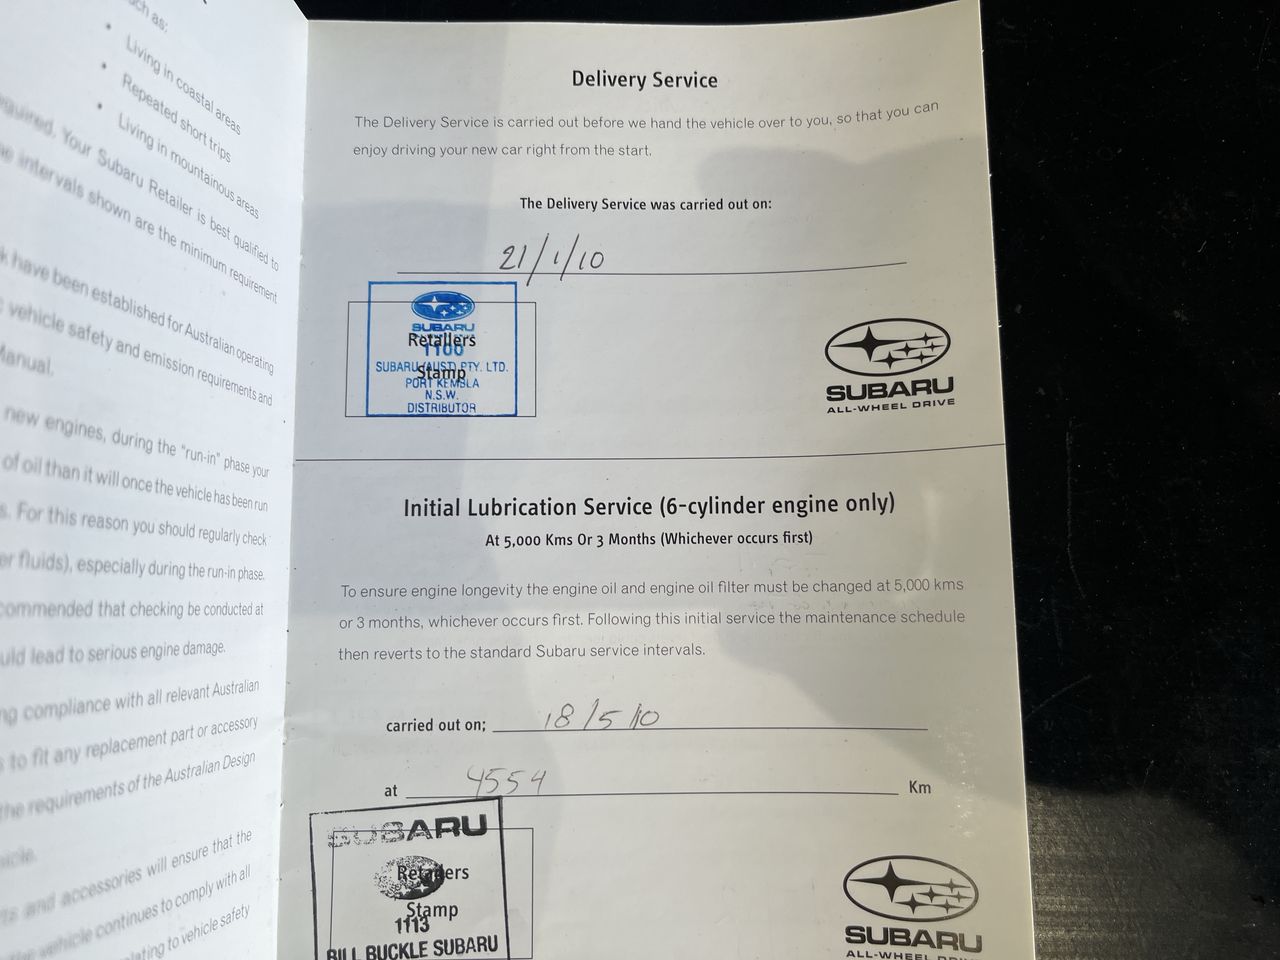 ch as:
• Living in coastal areas
• Repeated short trips
• Living in mountainous areas
required. Your Subaru Retailer is best qualified to
intervals shown are the minimum requirement
have been established for Australian operating
vehicle safety and emission requirements and
Manual.
new engines, during the "run-in" phase your
of oil than it will once the vehicle has been run
s. For this reason you should regularly check
er fluids), especially during the run-in phase.
commended that checking be conducted at
uld lead to serious engine damage.
ng compliance with all relevant Australian
s to fit any replacement part or accessory
the requirements of the Australian Design
hicle.
and accessories will ensure that the
vehicle continues to comply with all
lating to vehicle safety
Delivery Service
The Delivery Service is carried out before we hand the vehicle over to you, so that you can
enjoy driving your new car right from the start.
The Delivery Service was carried out on:
21/1/10
SUBARU
Retailers
1100
SUBARU (AUST) PTY. LTD.
Stamp
PORT KEMBLA
N.S.W.
DISTRIBUTOR
SUBARU
ALL-WHEEL DRIVE
Initial Lubrication Service (6-cylinder engine only)
At 5,000 Kms Or 3 Months (Whichever occurs first)
To ensure engine longevity the engine oil and engine oil filter must be changed at 5,000 kms
or 3 months, whichever occurs first. Following this initial service the maintenance schedule
then reverts to the standard Subaru service intervals.
carried out on; 18/5/10
at 4554 Km
SUBARU
Retailers
Stamp
1113
BILL BUCKLE SUBARU
SUBARU
ALL-WHEEL DRIVE